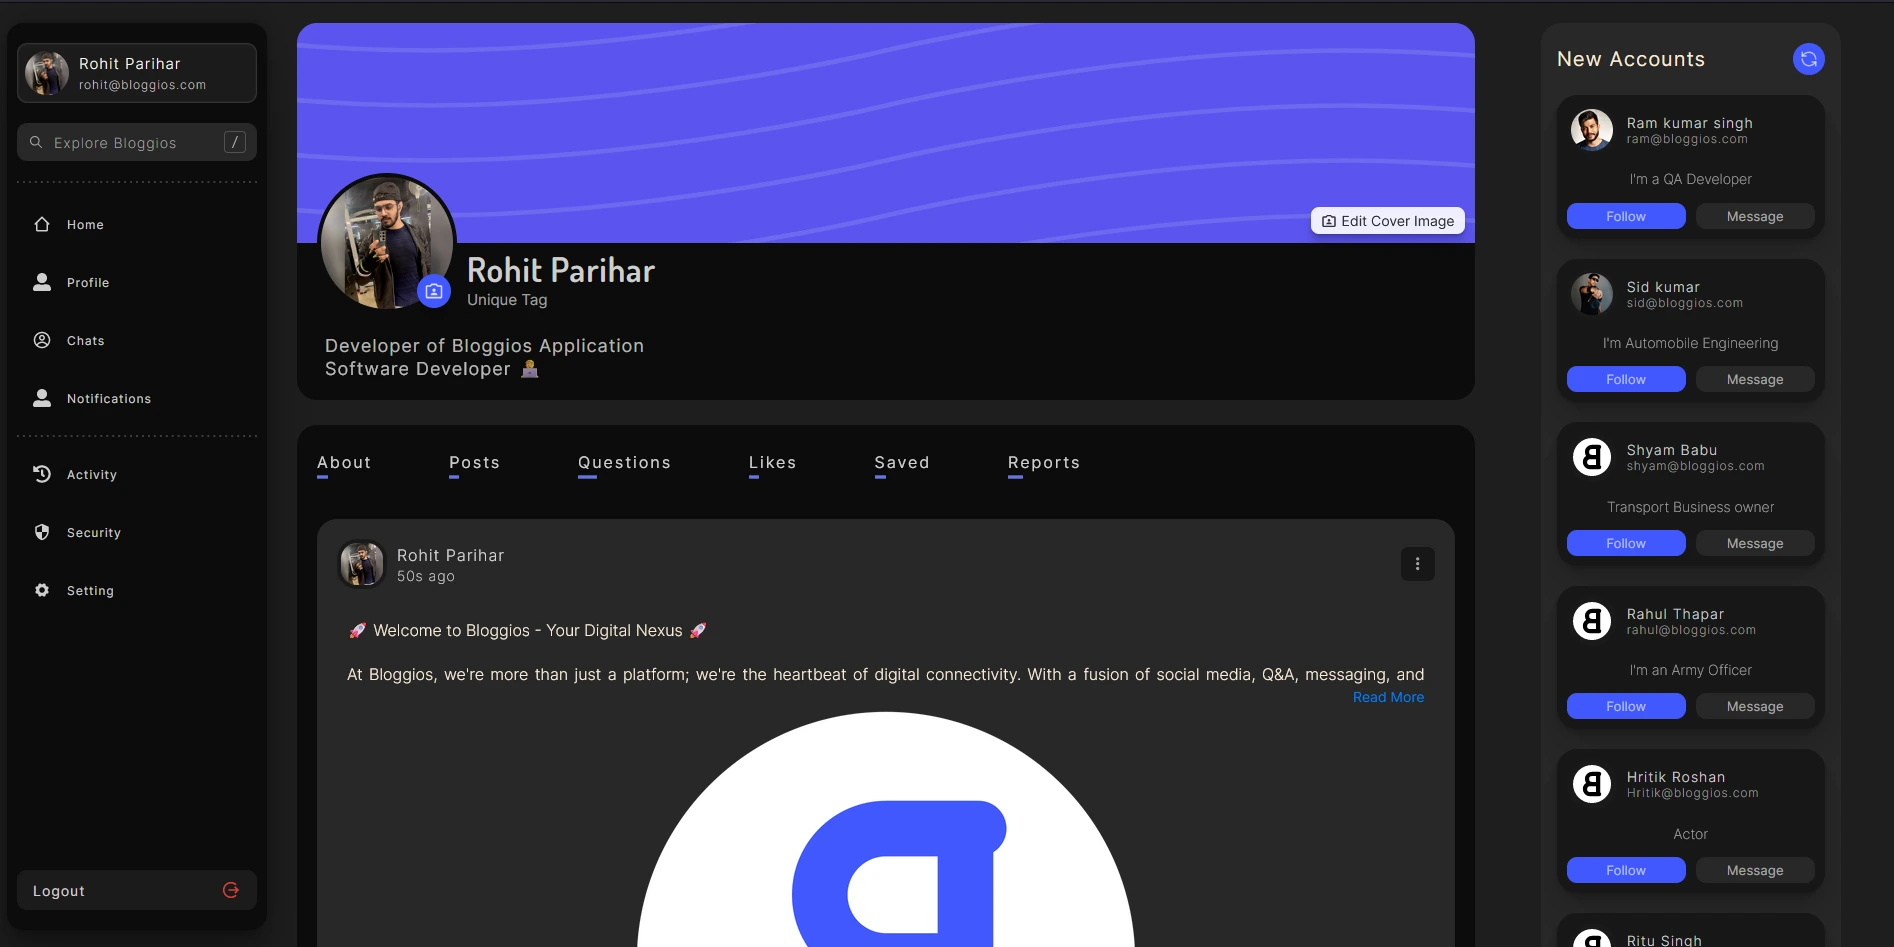 Rohit Parihar
rohit@bloggios.com
Explore Bloggios /
Home
Profile
Chats
Notifications
Activity
Security
Setting
Logout
Edit Cover Image
Rohit Parihar
Unique Tag
Developer of Bloggios Application
Software Developer 🧑‍💻
About Posts Questions Likes Saved Reports
Rohit Parihar
50s ago
🚀 Welcome to Bloggios - Your Digital Nexus 🚀
At Bloggios, we're more than just a platform; we're the heartbeat of digital connectivity. With a fusion of social media, Q&A, messaging, and
Read More
New Accounts
Ram kumar singh
ram@bloggios.com
I'm a QA Developer
Follow Message
Sid kumar
sid@bloggios.com
I'm Automobile Engineering
Follow Message
Shyam Babu
shyam@bloggios.com
Transport Business owner
Follow Message
Rahul Thapar
rahul@bloggios.com
I'm an Army Officer
Follow Message
Hritik Roshan
Hritik@bloggios.com
Actor
Follow Message
Ritu Singh